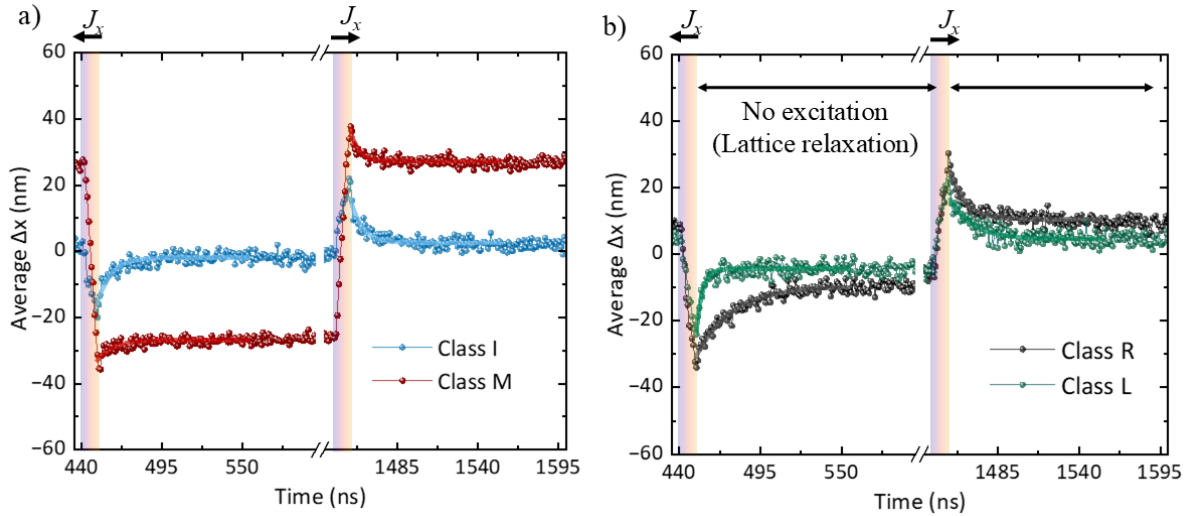 a)
J_x
J_x
60
40
20
0
−20
−40
−60
Average Δx (nm)
Class I
Class M
440
495
550
1485
1540
1595
Time (ns)
b)
J_x
J_x
60
40
20
0
−20
−40
−60
Average Δx (nm)
No excitation
(Lattice relaxation)
Class R
Class L
440
495
550
1485
1540
1595
Time (ns)